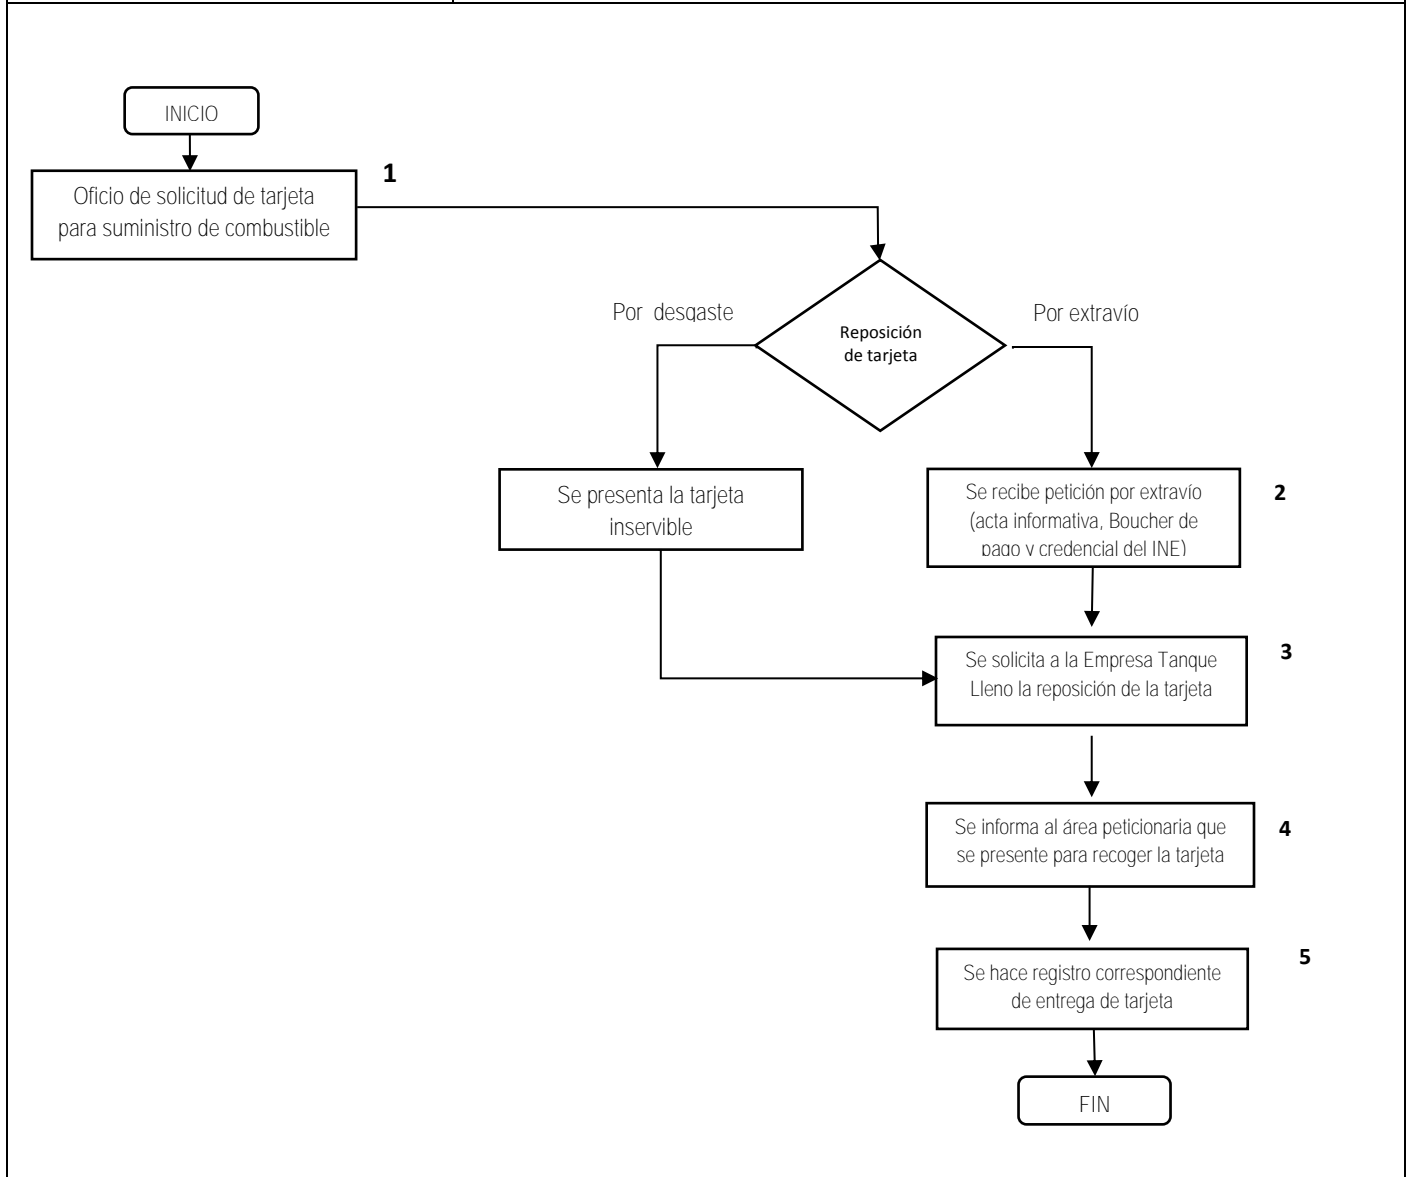 INICIO
1
Oficio de solicitud de tarjeta
para suministro de combustible
Por desgaste
Reposición
de tarjeta
Por extravío
Se presenta la tarjeta
inservible
Se recibe petición por extravío
(acta informativa, Boucher de
pago y credencial del INE)
2
Se solicita a la Empresa Tanque
Lleno la reposición de la tarjeta
3
Se informa al área peticionaria que
se presente para recoger la tarjeta
4
Se hace registro correspondiente
de entrega de tarjeta
5
FIN